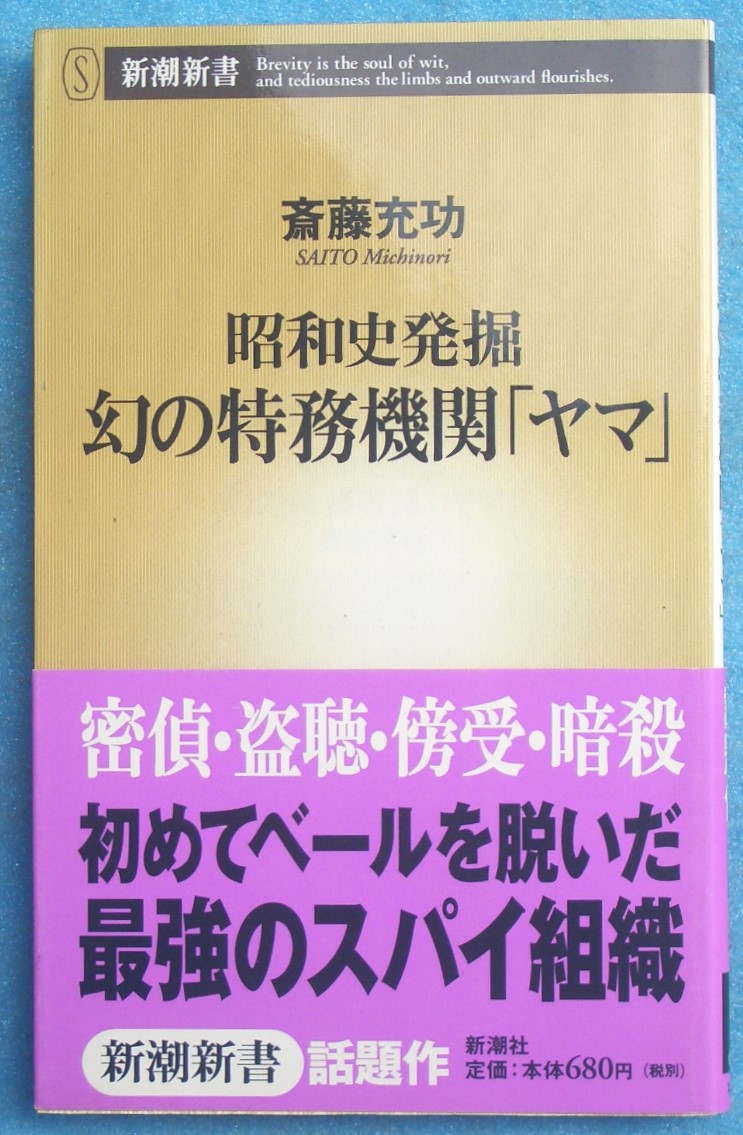 S
新潮新書
Brevity is the soul of wit,
and tediousness the limbs and outward flourishes.
斎藤充功
SAITO Michinori
昭和史発掘
幻の特務機関「ヤマ」
密偵・盗聴・傍受・暗殺
初めてベールを脱いだ
最強のスパイ組織
新潮新書 話題作
新潮社
定価：本体680円（税別）